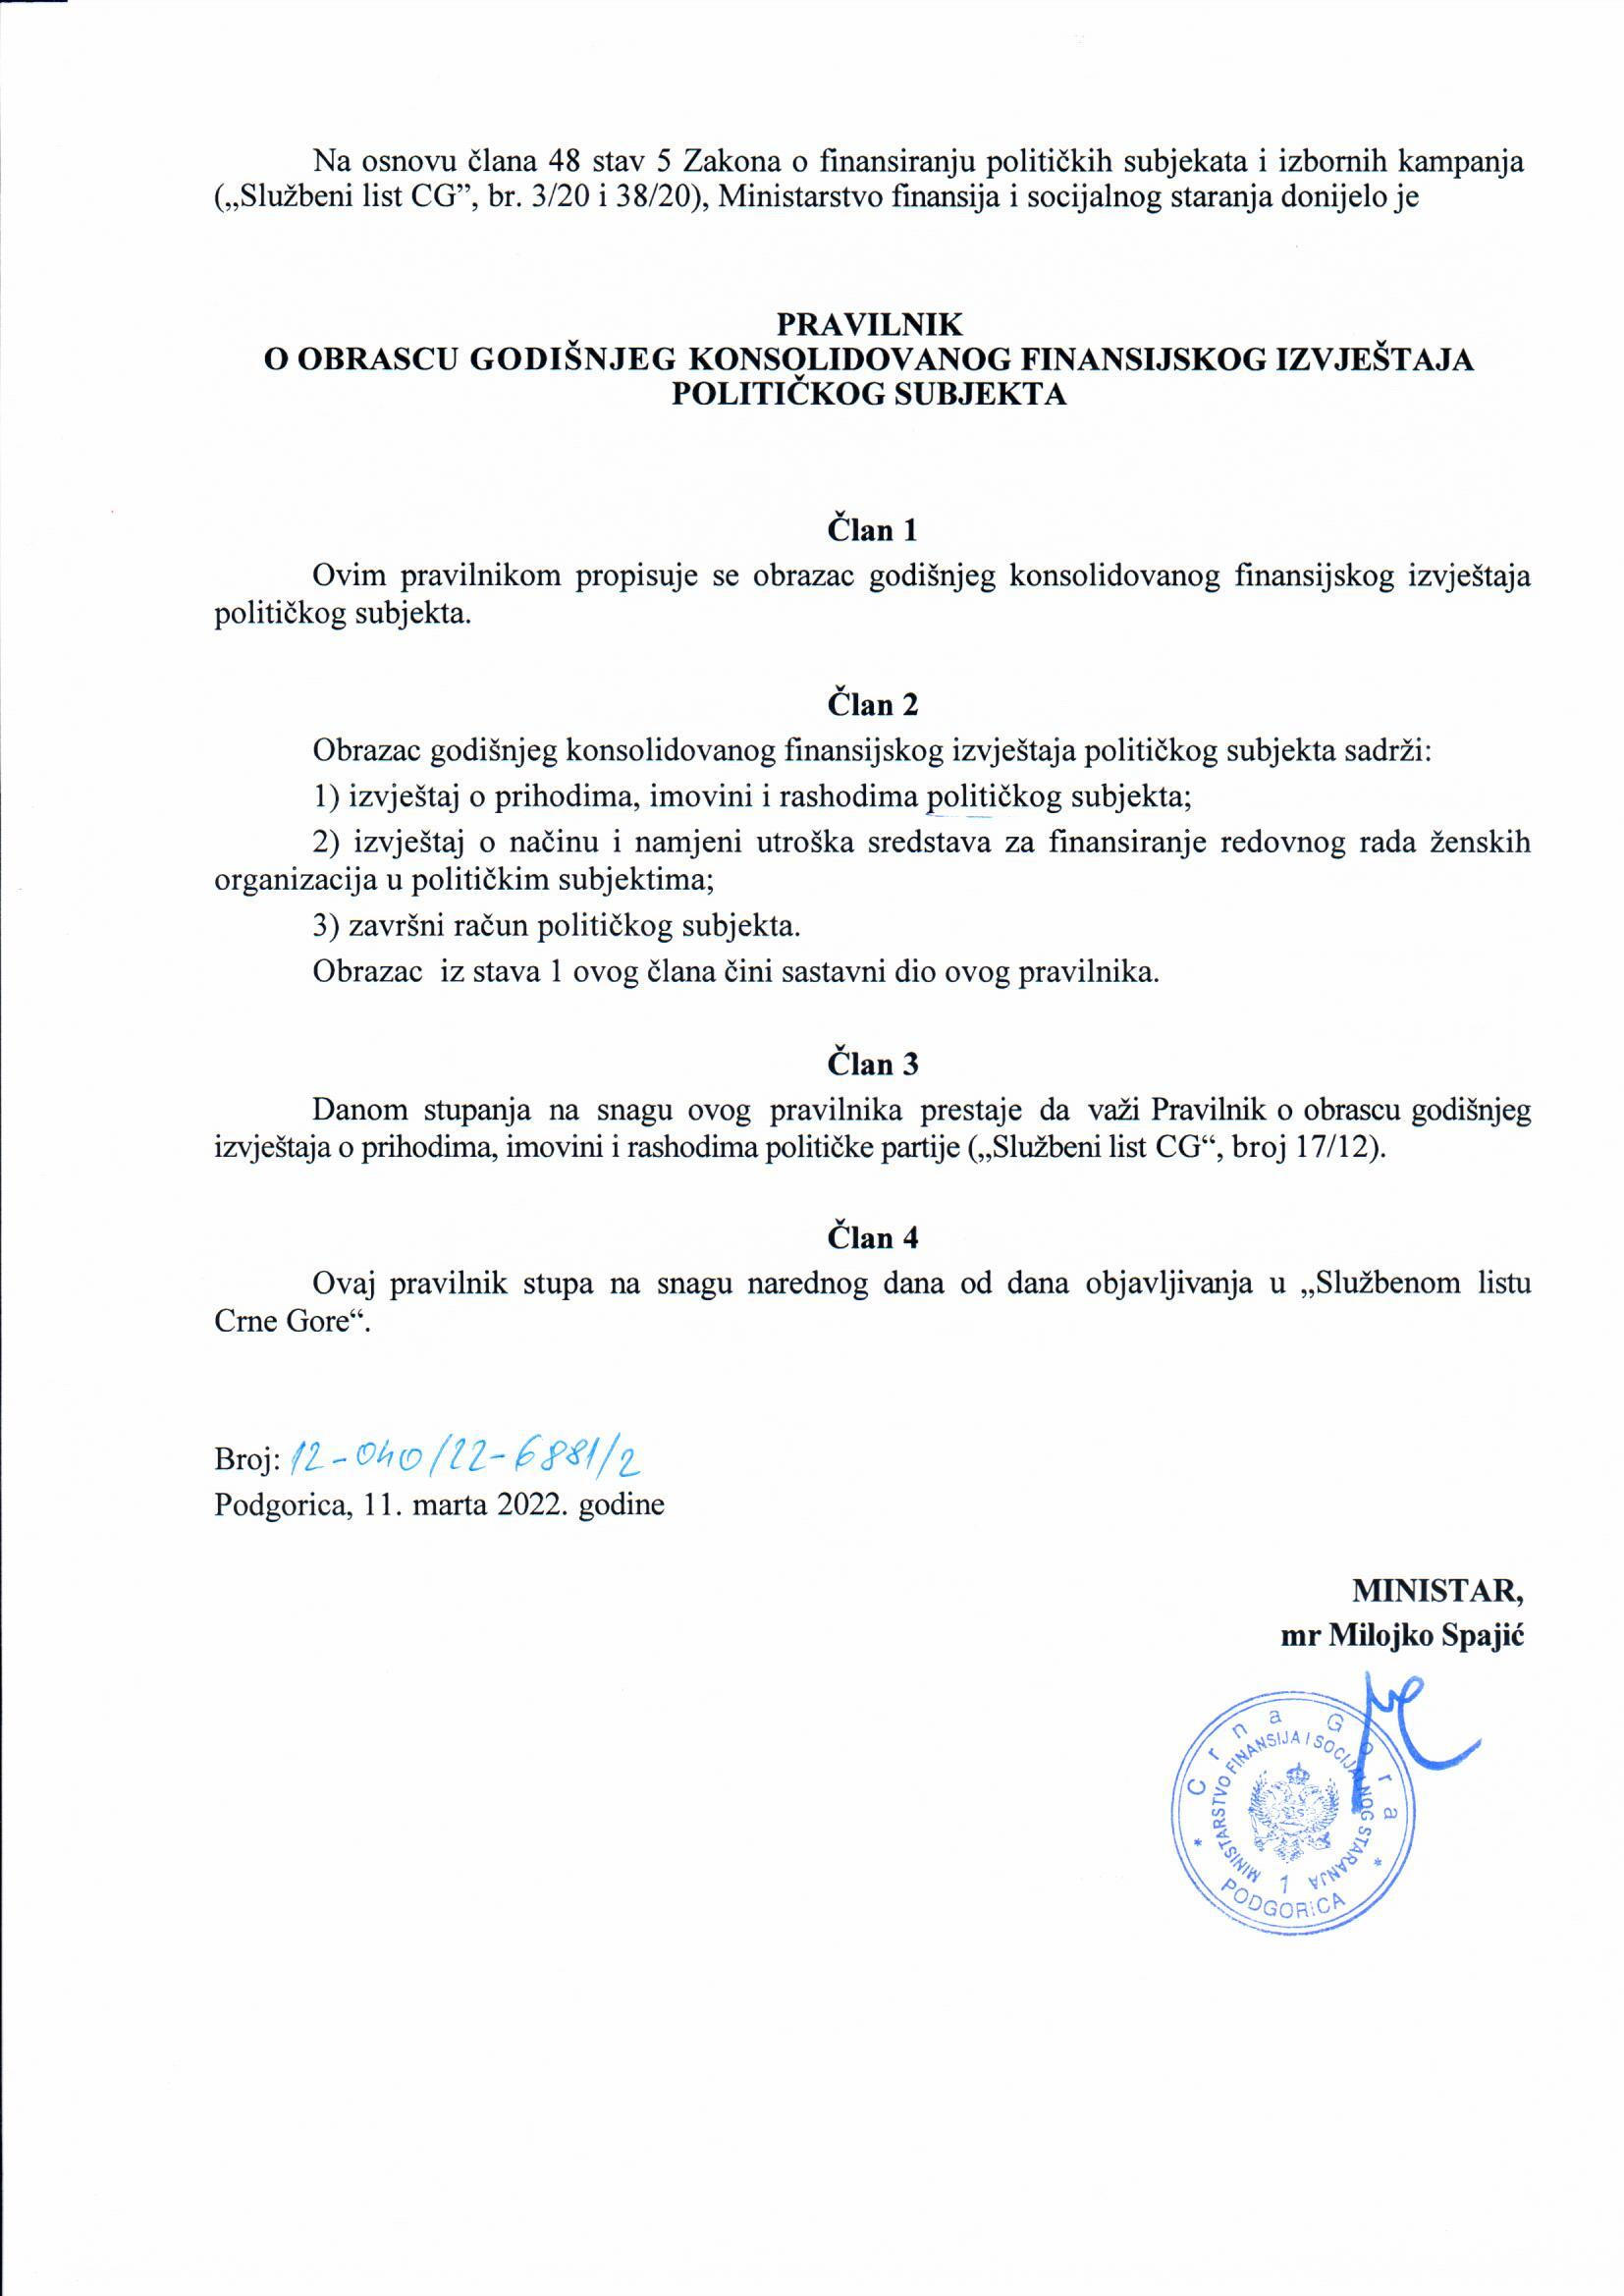 Na osnovu člana 48 stav 5 Zakona o finansiranju političkih subjekata i izbornih kampanja
(„Službeni list CG”, br. 3/20 i 38/20), Ministarstvo finansija i socijalnog staranja donijelo je
PRAVILNIK
O OBRASCU GODIŠNJEG KONSOLIDOVANOG FINANSIJSKOG IZVJEŠTAJA
POLITIČKOG SUBJEKTA
Član 1
Ovim pravilnikom propisuje se obrazac godišnjeg konsolidovanog finansijskog izvještaja
političkog subjekta.
Član 2
Obrazac godišnjeg konsolidovanog finansijskog izvještaja političkog subjekta sadrži:
1) izvještaj o prihodima, imovini i rashodima političkog subjekta;
2) izvještaj o načinu i namjeni utroška sredstava za finansiranje redovnog rada ženskih
organizacija u političkim subjektima;
3) završni račun političkog subjekta.
Obrazac iz stava 1 ovog člana čini sastavni dio ovog pravilnika.
Član 3
Danom stupanja na snagu ovog pravilnika prestaje da važi Pravilnik o obrascu godišnjeg
izvještaja o prihodima, imovini i rashodima političke partije („Službeni list CG“, broj 17/12).
Član 4
Ovaj pravilnik stupa na snagu narednog dana od dana objavljivanja u „Službenom listu
Crne Gore“.
Broj: 12-040/22-6881/2
Podgorica, 11. marta 2022. godine
MINISTAR,
mr Milojko Spajić
Crna Gora
MINISTARSTVO FINANSIJA I SOCIJALNOG STARANJA
1
PODGORICA